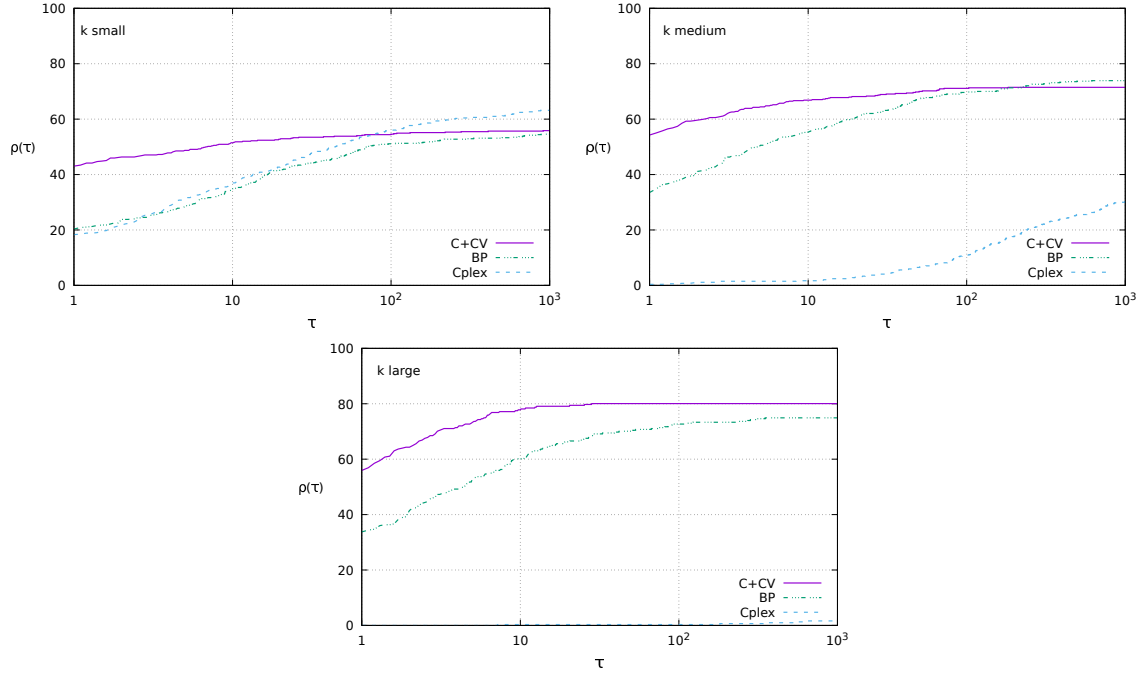 k small
100
80
60
40
20
0
ρ(τ)
C+CV
BP
Cplex
1
10
10²
10³
τ
k medium
100
80
60
40
20
0
ρ(τ)
C+CV
BP
Cplex
1
10
10²
10³
τ
k large
100
80
60
40
20
0
ρ(τ)
C+CV
BP
Cplex
1
10
10²
10³
τ